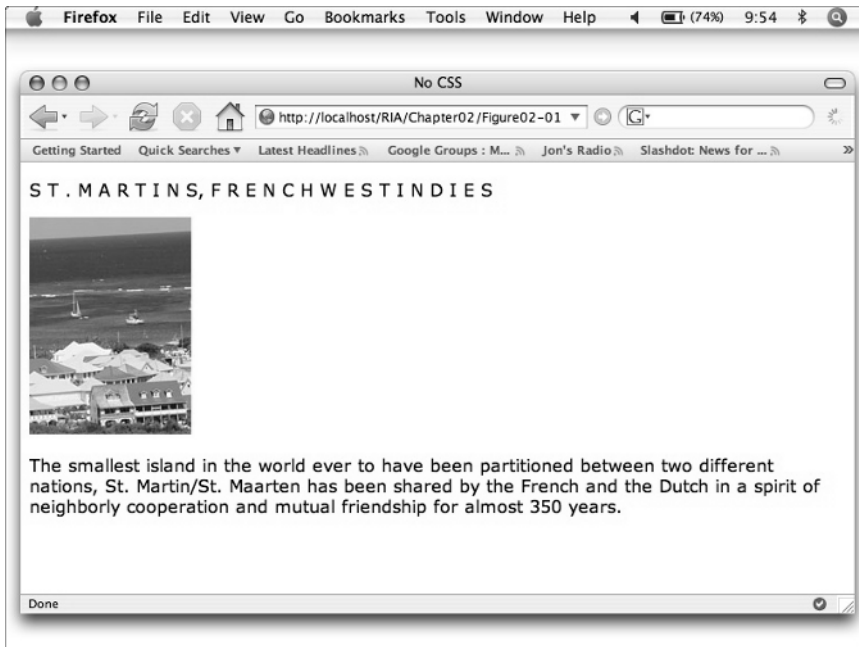 Firefox File Edit View Go Bookmarks Tools Window Help (74%) 9:54
No CSS
http://localhost/RIA/Chapter02/Figure02-01 G
Getting Started Quick Searches Latest Headlines Google Groups : M... Jon's Radio Slashdot: News for ... »
S T . M A R T I N S, F R E N C H W E S T I N D I E S
The smallest island in the world ever to have been partitioned between two different
nations, St. Martin/St. Maarten has been shared by the French and the Dutch in a spirit of
neighborly cooperation and mutual friendship for almost 350 years.
Done